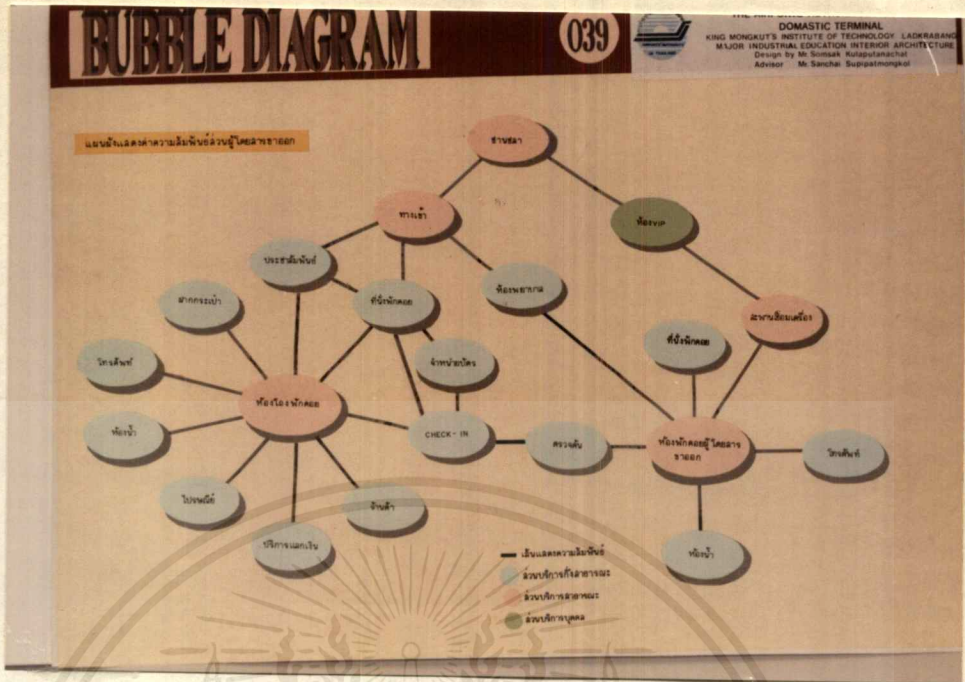 BUBBLE DIAGRAM
039
DOMASTIC TERMINAL
KING MONGKUT'S INSTITUTE OF TECHNOLOGY LADKRABANG
MAJOR INDUSTRIAL EDUCATION INTERIOR ARCHITECTURE
Design by Mr.Somsak Kulaputanachai
Advisor Mr.Sanchai Supipatmongkol
แผนผังแสดงค่าความสัมพันธ์ส่วนผู้โดยสารขาออก
ชานชลา
ทางเข้า
ห้องVIP
ประชาสัมพันธ์
ที่นั่งพักคอย
ห้องพยาบาล
ฝากกระเป๋า
สะพานเชื่อมเครื่อง
ที่นั่งพักคอย
โทรศัพท์
จำหน่ายบัตร
ห้องโถงพักคอย
ห้องน้ำ
CHECK-IN
ตรวจค้น
ห้องพักคอยผู้โดยสาร
ขาออก
โทรศัพท์
ไปรษณีย์
ร้านค้า
บริการแลกเงิน
ห้องน้ำ
เส้นแสดงความสัมพันธ์
ส่วนบริการกึ่งสาธารณะ
ส่วนบริการสาธารณะ
ส่วนบริการบุคคล